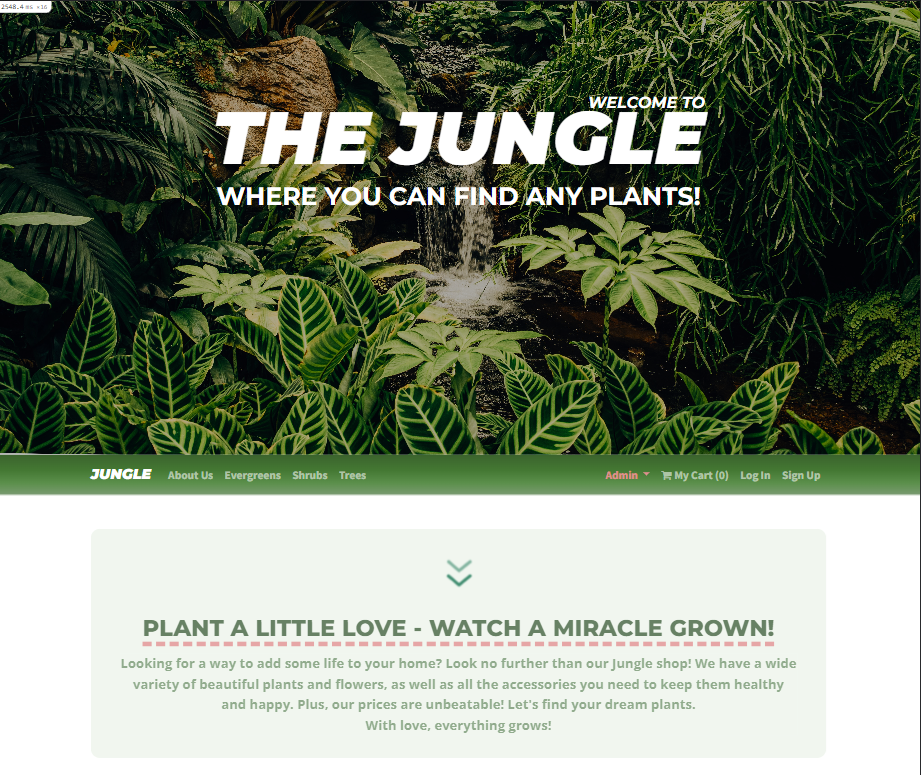 2548.4 ms ×16
WELCOME TO
THE JUNGLE
WHERE YOU CAN FIND ANY PLANTS!
JUNGLE About Us Evergreens Shrubs Trees Admin My Cart (0) Log In Sign Up
PLANT A LITTLE LOVE - WATCH A MIRACLE GROWN!
Looking for a way to add some life to your home? Look no further than our Jungle shop! We have a wide
variety of beautiful plants and flowers, as well as all the accessories you need to keep them healthy
and happy. Plus, our prices are unbeatable! Let's find your dream plants.
With love, everything grows!